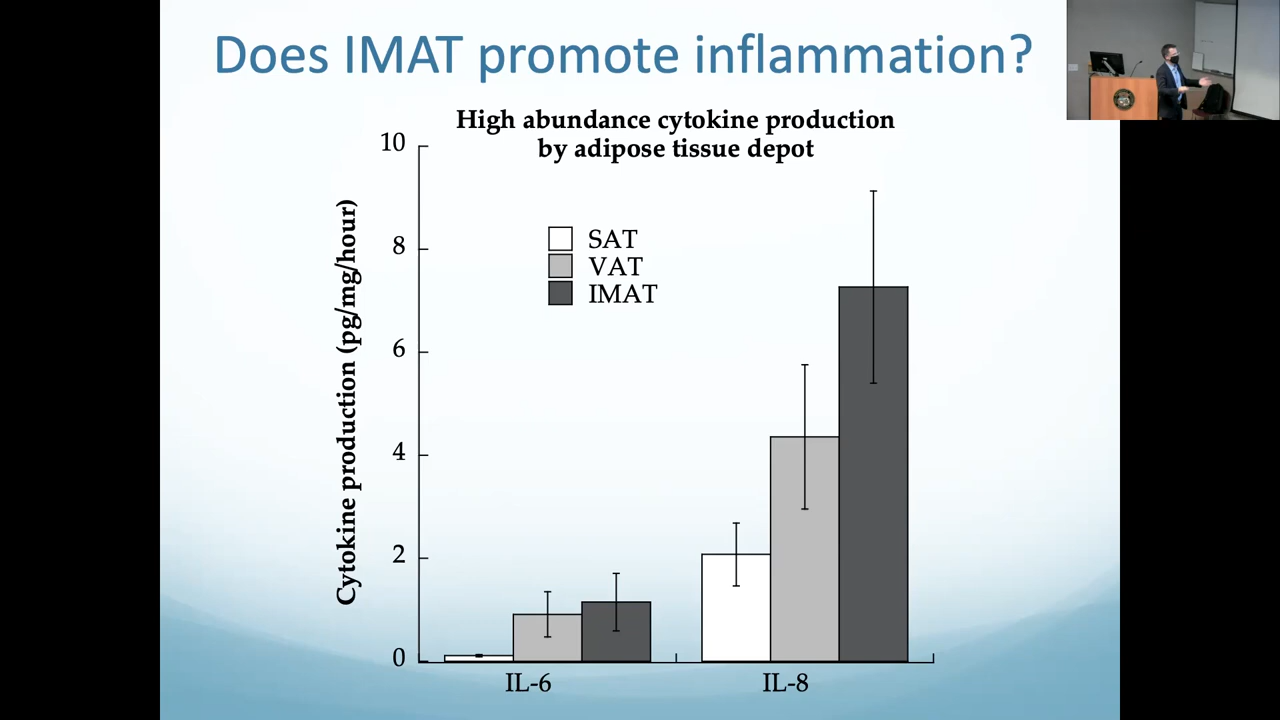 Does IMAT promote inflammation?
High abundance cytokine production
by adipose tissue depot
Cytokine production (pg/mg/hour)
10
8
6
4
2
0
SAT
VAT
IMAT
IL-6
IL-8